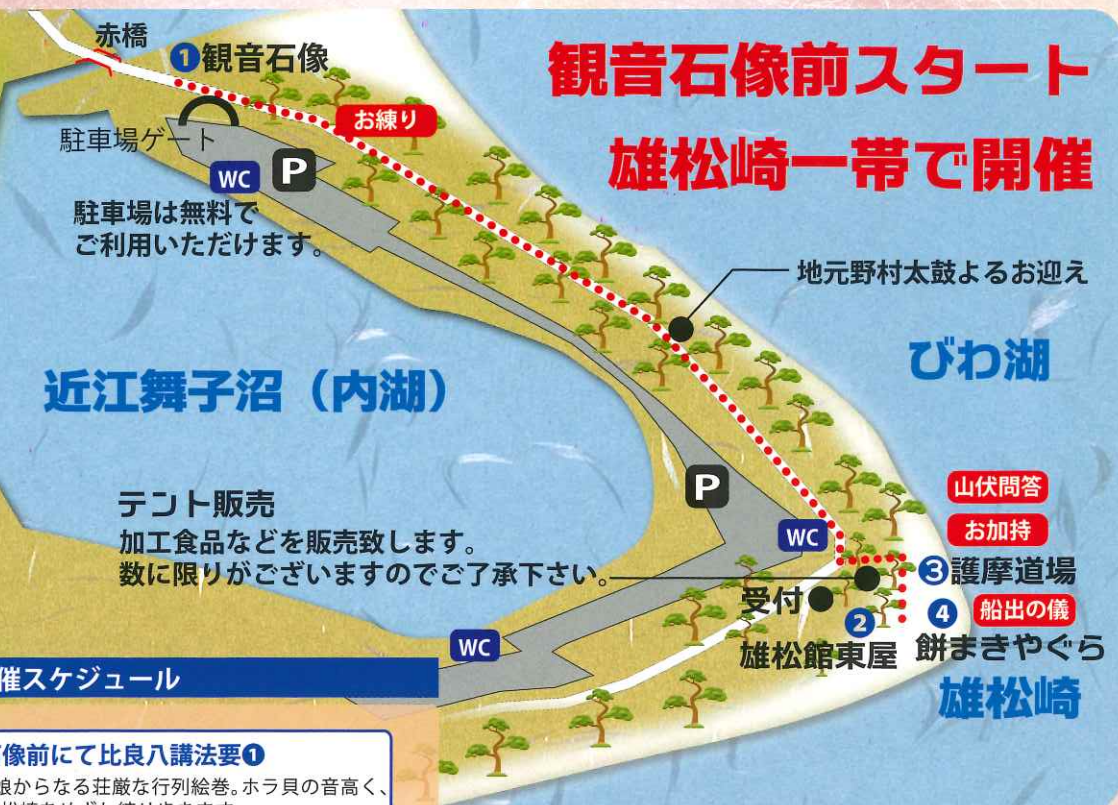 観音石像前スタート
雄松崎一帯で開催
赤橋
❶観音石像
駐車場ゲート
お練り
WC
P
駐車場は無料で
ご利用いただけます。
地元野村太鼓よるお迎え
びわ湖
近江舞子沼（内湖）
テント販売
加工食品などを販売致します。
数に限りがございますのでご了承下さい。
P
WC
山伏問答
お加持
❸護摩道場
受付
❷
雄松館東屋
❹
船出の儀
餅まきやぐら
雄松崎
WC
催スケジュール
像前にて比良八講法要❶
娘からなる荘厳な行列絵巻。ホラ貝の音高く、